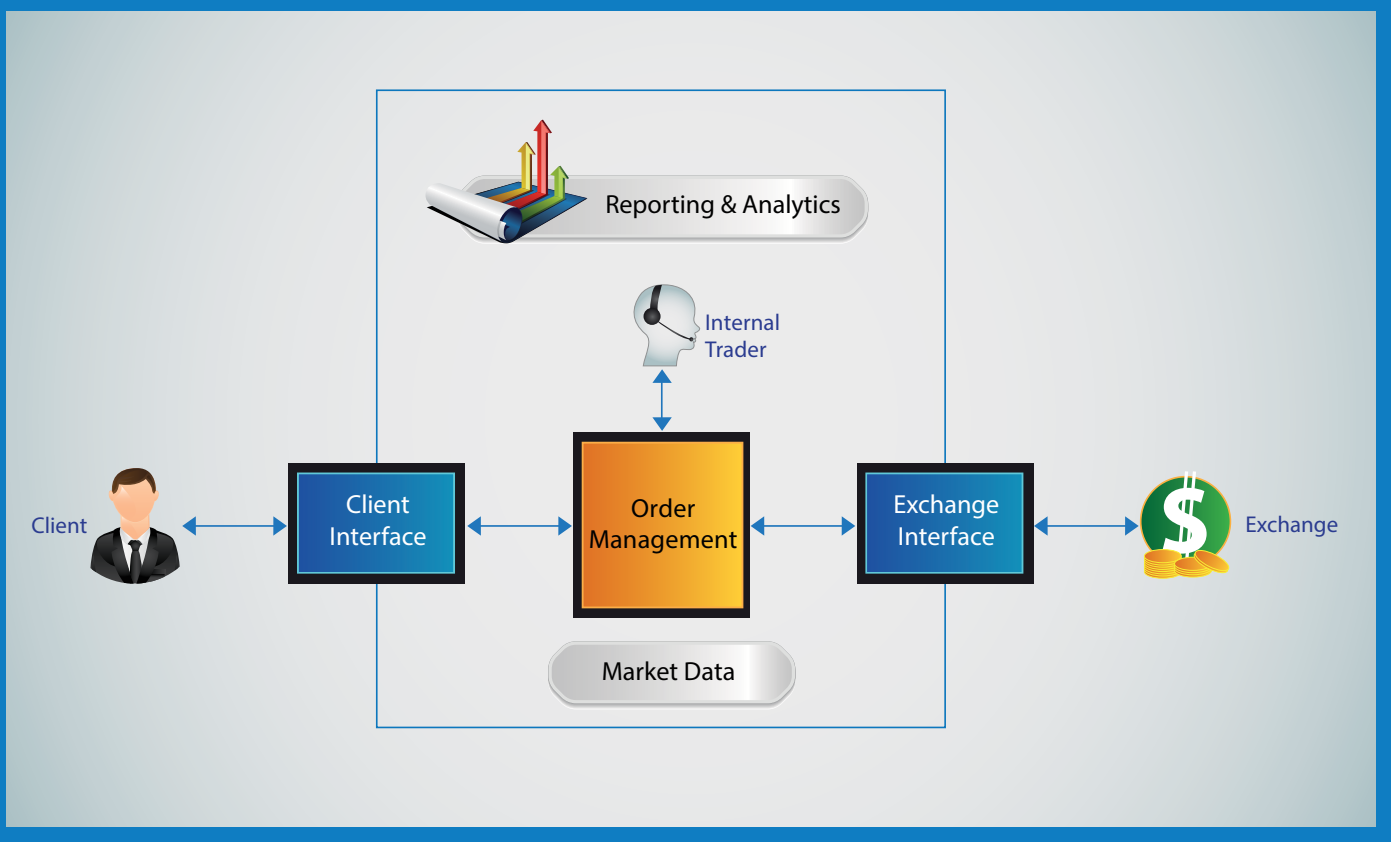 Reporting & Analytics
Internal
Trader
Client
Client
Interface
Order
Management
Exchange
Interface
Exchange
Market Data